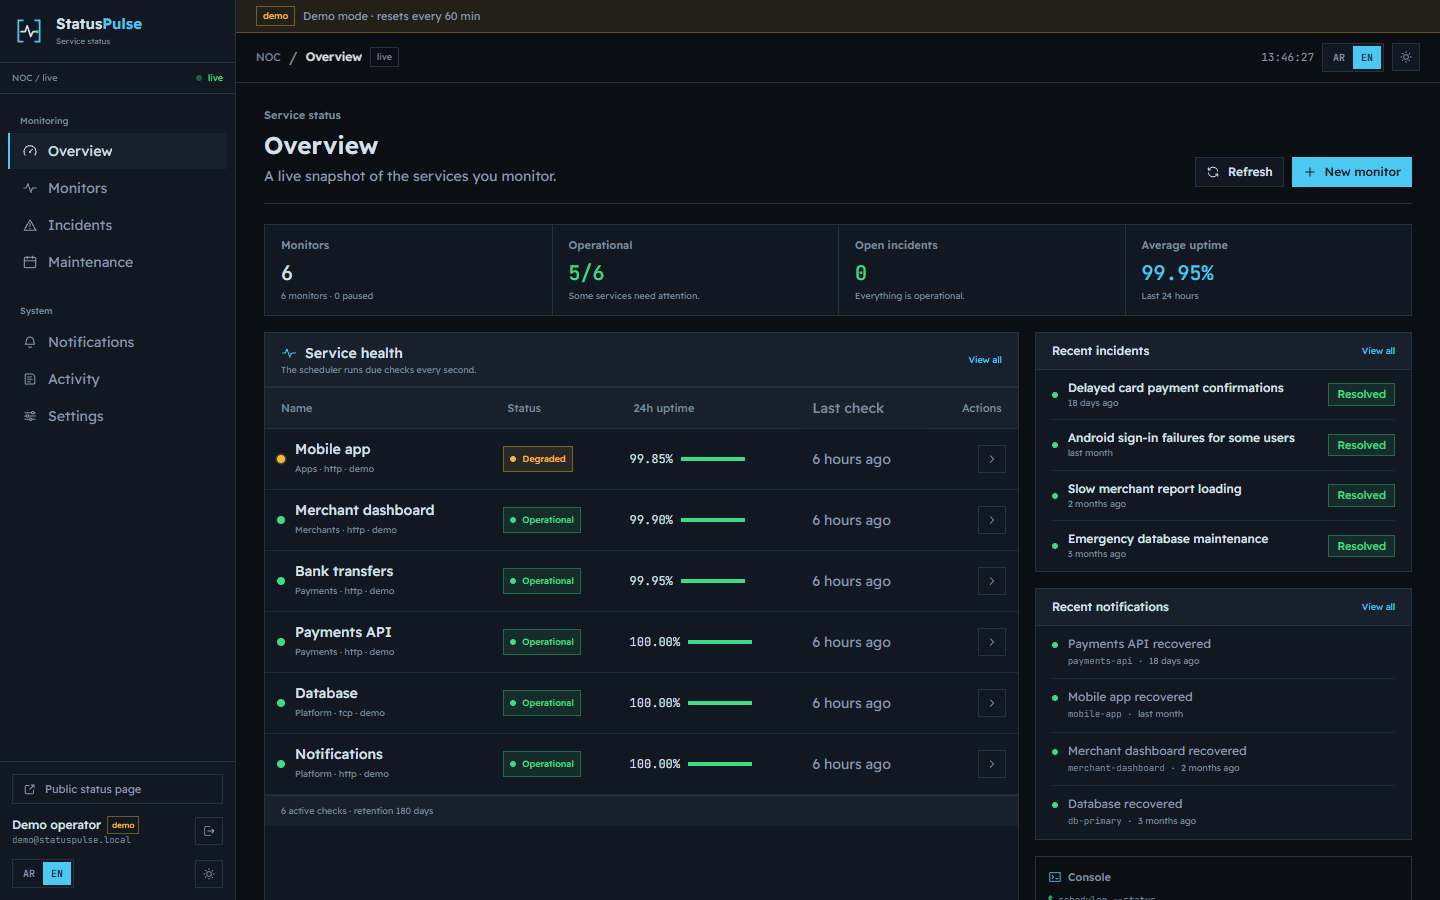 StatusPulse
Service status
NOC / live
live
Monitoring
Overview
Monitors
Incidents
Maintenance
System
Notifications
Activity
Settings
Public status page
Demo operator demo
demo@statuspulse.local
AR EN
demo Demo mode · resets every 60 min
NOC / Overview live
13:46:27 AR EN
Service status
Overview
A live snapshot of the services you monitor.
Refresh
+ New monitor
Monitors
6
6 monitors · 0 paused
Operational
5/6
Some services need attention.
Open incidents
0
Everything is operational.
Average uptime
99.95%
Last 24 hours
Service health
The scheduler runs due checks every second.
View all
Name Status 24h uptime Last check Actions
Mobile app
Apps · http · demo
Degraded 99.85% 6 hours ago
Merchant dashboard
Merchants · http · demo
Operational 99.90% 6 hours ago
Bank transfers
Payments · http · demo
Operational 99.95% 6 hours ago
Payments API
Payments · http · demo
Operational 100.00% 6 hours ago
Database
Platform · tcp · demo
Operational 100.00% 6 hours ago
Notifications
Platform · http · demo
Operational 100.00% 6 hours ago
6 active checks · retention 180 days
Recent incidents View all
Delayed card payment confirmations
18 days ago
Resolved
Android sign-in failures for some users
last month
Resolved
Slow merchant report loading
2 months ago
Resolved
Emergency database maintenance
3 months ago
Resolved
Recent notifications View all
Payments API recovered
payments-api · 18 days ago
Mobile app recovered
mobile-app · last month
Merchant dashboard recovered
merchant-dashboard · 2 months ago
Database recovered
db-primary · 3 months ago
Console
$ scheduler --status